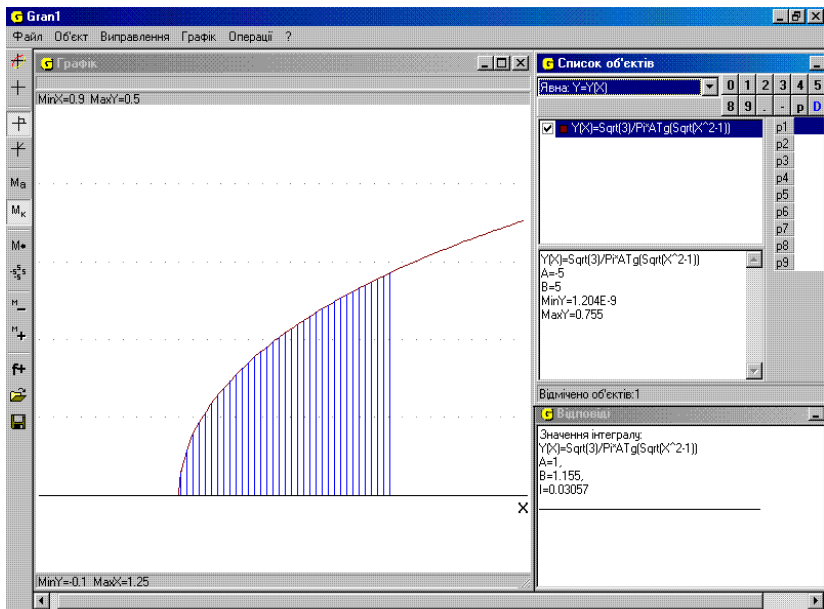 Gran1
Файл Об'єкт Виправлення Графік Операції ?
Графік
MinX=0.9 MaxY=0.5
X
MinY=-0.1 MaxX=1.25
Ma
Мк
M•
M
M
f+
Список об'єктів
Явна: Y=Y(X)
0 1 2 3 4 5
8 9 . - p D
Y(X)=Sqrt(3)/Pi*ATg(Sqrt(X^2-1))
p1
p2
p3
p4
p5
p6
p7
p8
p9
Y(X)=Sqrt(3)/Pi*ATg(Sqrt(X^2-1))
A=-5
B=5
MinY=1.204E-9
MaxY=0.755
Відмічено об'єктів:1
Відповіді
Значення інтегралу:
Y(X)=Sqrt(3)/Pi*ATg(Sqrt(X^2-1))
A=1,
B=1.155,
I=0.03057